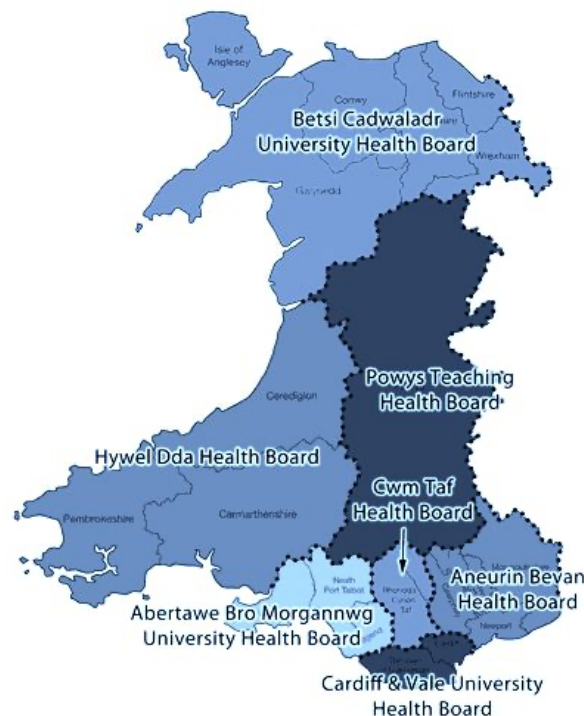 Isle of
Anglesey
Conwy
Flintshire
Betsi Cadwaladr
University Health Board
Wrexham
Gwynedd
Powys Teaching
Health Board
Ceredigion
Hywel Dda Health Board
Cwm Taf
Health Board
Pembrokeshire
Carmarthenshire
Neath
Port Talbot
Rhondda
Cynon
Taf
Aneurin Bevan
Health Board
Abertawe Bro Morgannwg
University Health Board
Newport
Cardiff & Vale University
Health Board